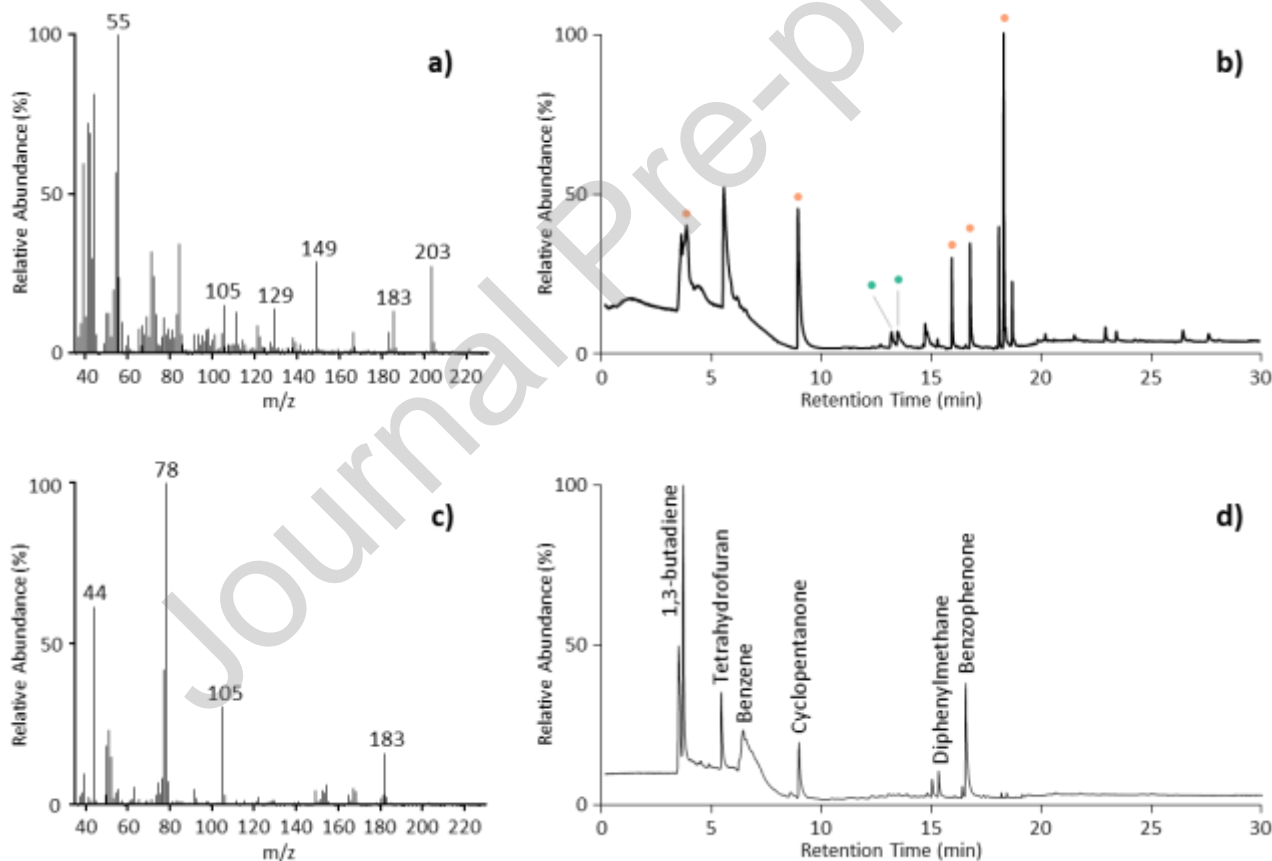 a)
Relative Abundance (%)
100
50
0
55
105
129
149
183
203
40 60 80 100 120 140 160 180 200 220
m/z
b)
Relative Abundance (%)
100
50
0
0 5 10 15 20 25 30
Retention Time (min)
c)
Relative Abundance (%)
100
50
0
44
78
105
183
40 60 80 100 120 140 160 180 200 220
m/z
d)
Relative Abundance (%)
100
50
0
1,3-butadiene
Tetrahydrofuran
Benzene
Cyclopentanone
Diphenylmethane
Benzophenone
0 5 10 15 20 25 30
Retention Time (min)
Journal Pre-pr